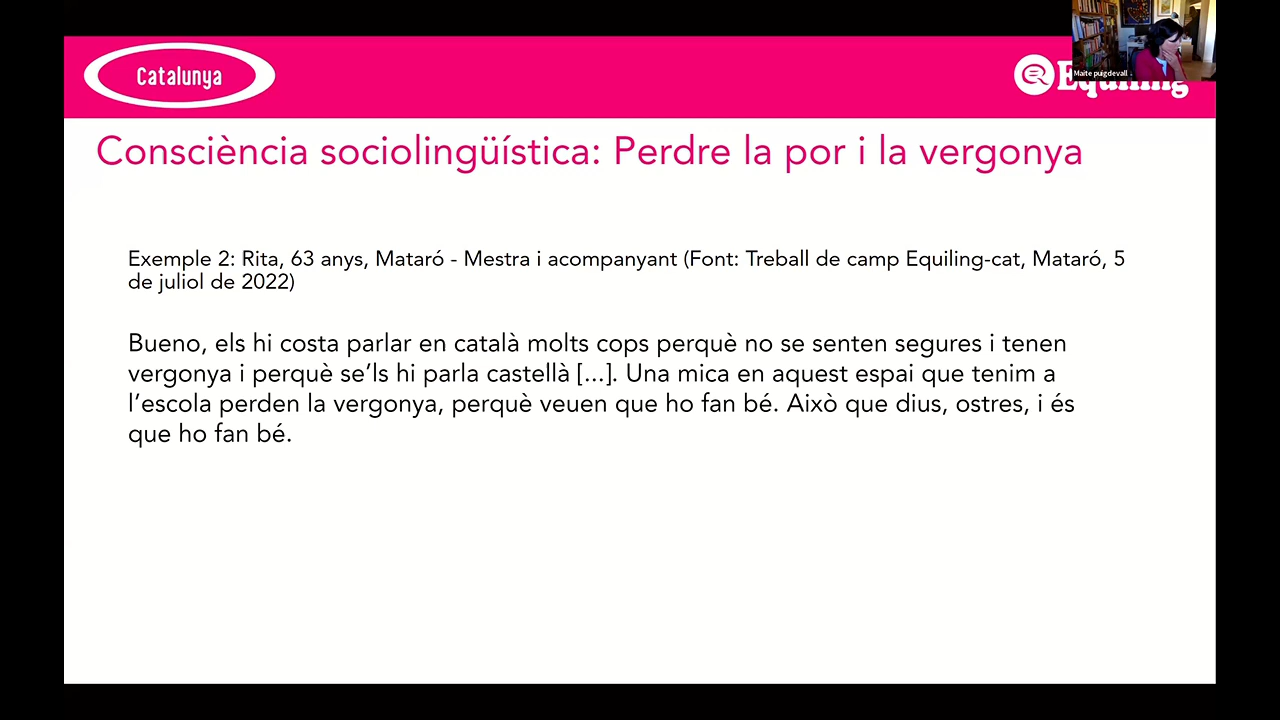 Catalunya
Equiling
Maite puigdevall
Consciència sociolingüística: Perdre la por i la vergonya
Exemple 2: Rita, 63 anys, Mataró - Mestra i acompanyant (Font: Treball de camp Equiling-cat, Mataró, 5
de juliol de 2022)
Bueno, els hi costa parlar en català molts cops perquè no se senten segures i tenen
vergonya i perquè se’ls hi parla castellà [...]. Una mica en aquest espai que tenim a
l’escola perden la vergonya, perquè veuen que ho fan bé. Això que dius, ostres, i és
que ho fan bé.